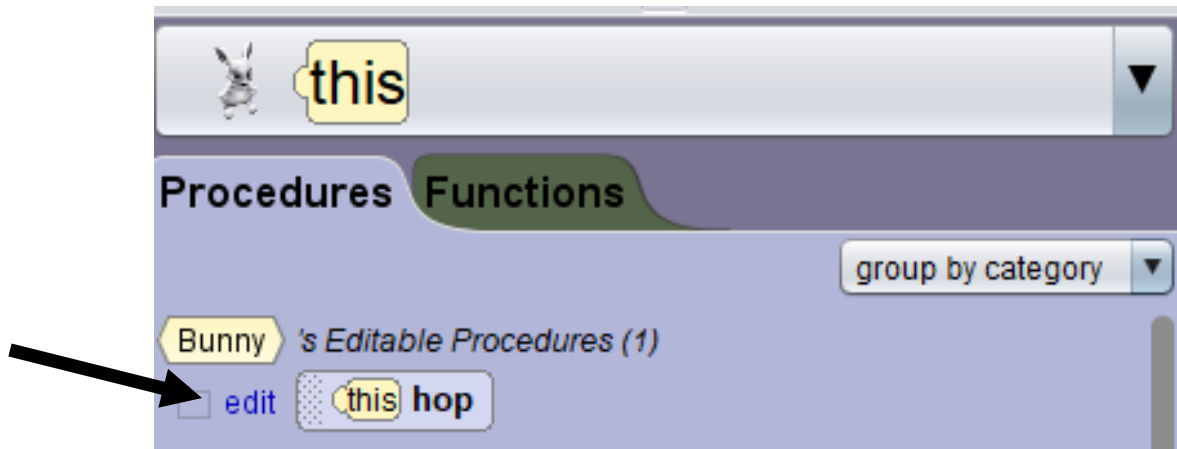 this
Procedures Functions
group by category
Bunny 's Editable Procedures (1)
edit this hop